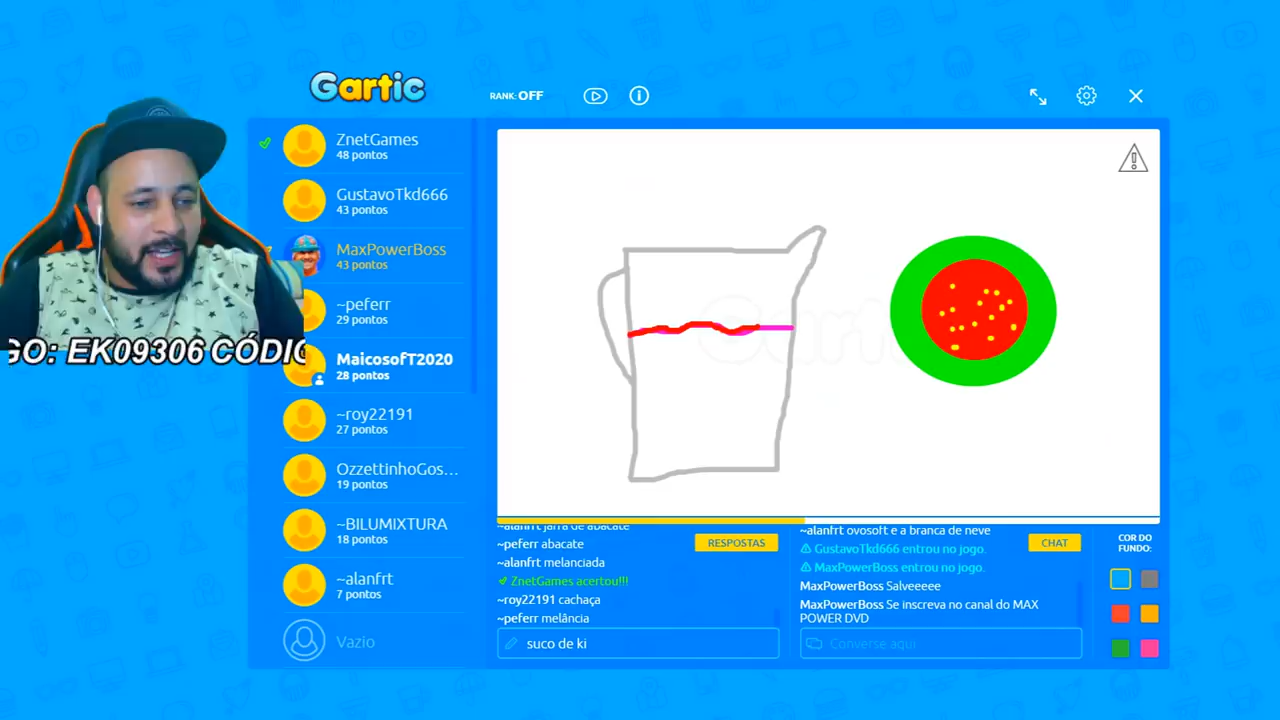 Gartic
RANK: OFF
ZnetGames
48 pontos
GustavoTkd666
43 pontos
MaxPowerBoss
43 pontos
~peferr
29 pontos
MaicosofT2020
28 pontos
~roy22191
27 pontos
OzzettinhoGos...
19 pontos
~BILUMIXTURA
18 pontos
~alanfrt
7 pontos
Vazio
GO: EK09306 CÓDIG
~alanfrt jarra de abacate
~peferr abacate
~alanfrt melanciada
ZnetGames acertou!!!
~roy22191 cachaça
~peferr melância
RESPOSTAS
suco de ki
~alanfrt ovosoft e a branca de neve
GustavoTkd666 entrou no jogo.
MaxPowerBoss entrou no jogo.
MaxPowerBoss Salveeeee
MaxPowerBoss Se inscreva no canal do MAX
POWER DVD
CHAT
Converse aqui
COR DO
FUNDO: